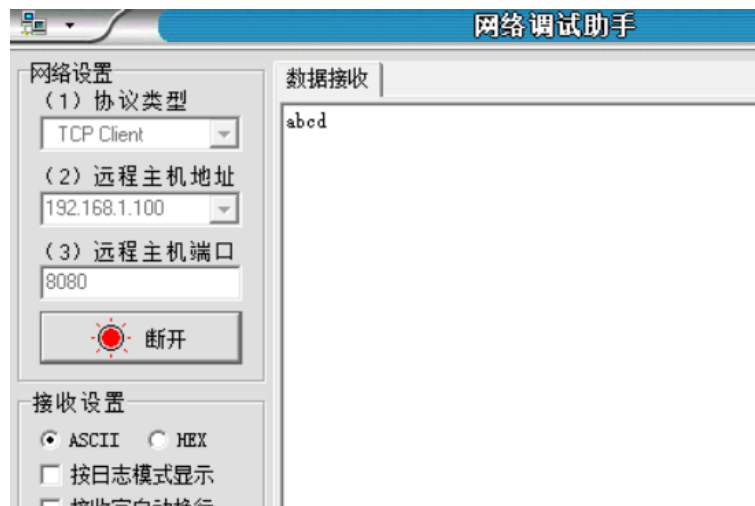 网络调试助手
网络设置
(1) 协议类型
TCP Client
(2) 远程主机地址
192.168.1.100
(3) 远程主机端口
8080
断开
接收设置
ASCII HEX
按日志模式显示
数据接收
abcd